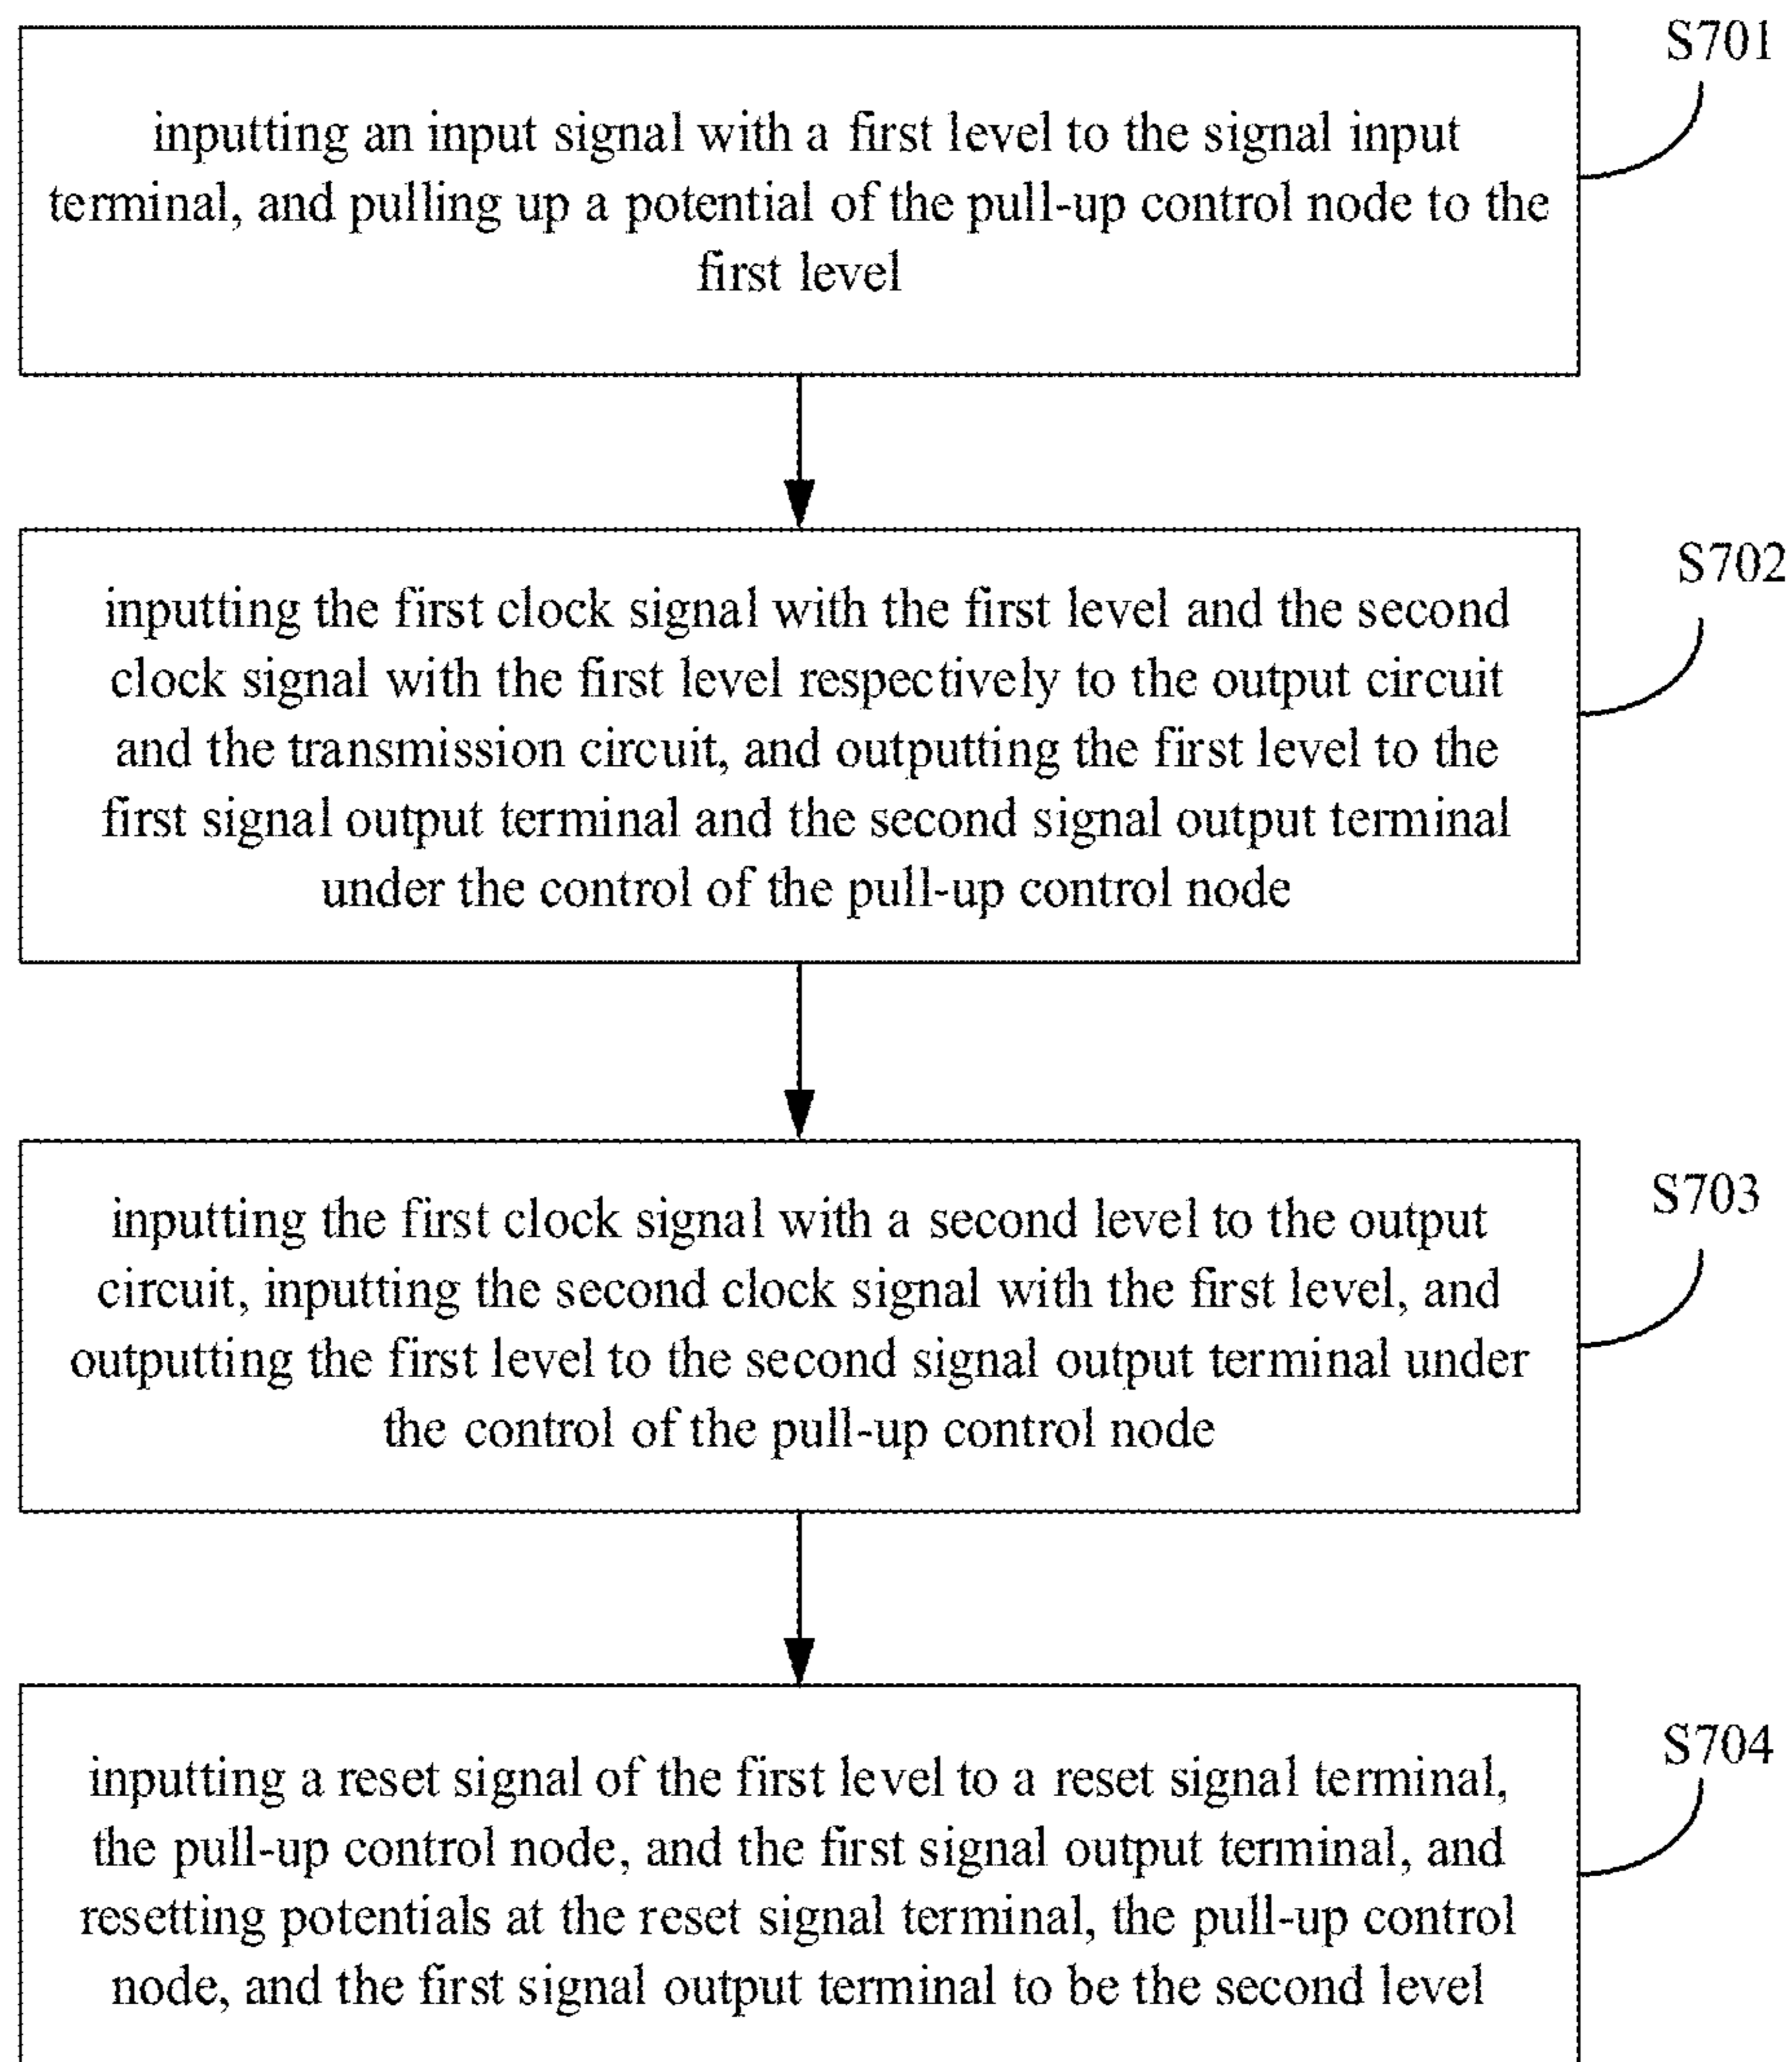 S701
inputting an input signal with a first level to the signal input
terminal, and pulling up a potential of the pull-up control node to the
first level
S702
inputting the first clock signal with the first level and the second
clock signal with the first level respectively to the output circuit
and the transmission circuit, and outputting the first level to the
first signal output terminal and the second signal output terminal
under the control of the pull-up control node
S703
inputting the first clock signal with a second level to the output
circuit, inputting the second clock signal with the first level, and
outputting the first level to the second signal output terminal under
the control of the pull-up control node
S704
inputting a reset signal of the first level to a reset signal terminal,
the pull-up control node, and the first signal output terminal, and
resetting potentials at the reset signal terminal, the pull-up control
node, and the first signal output terminal to be the second level